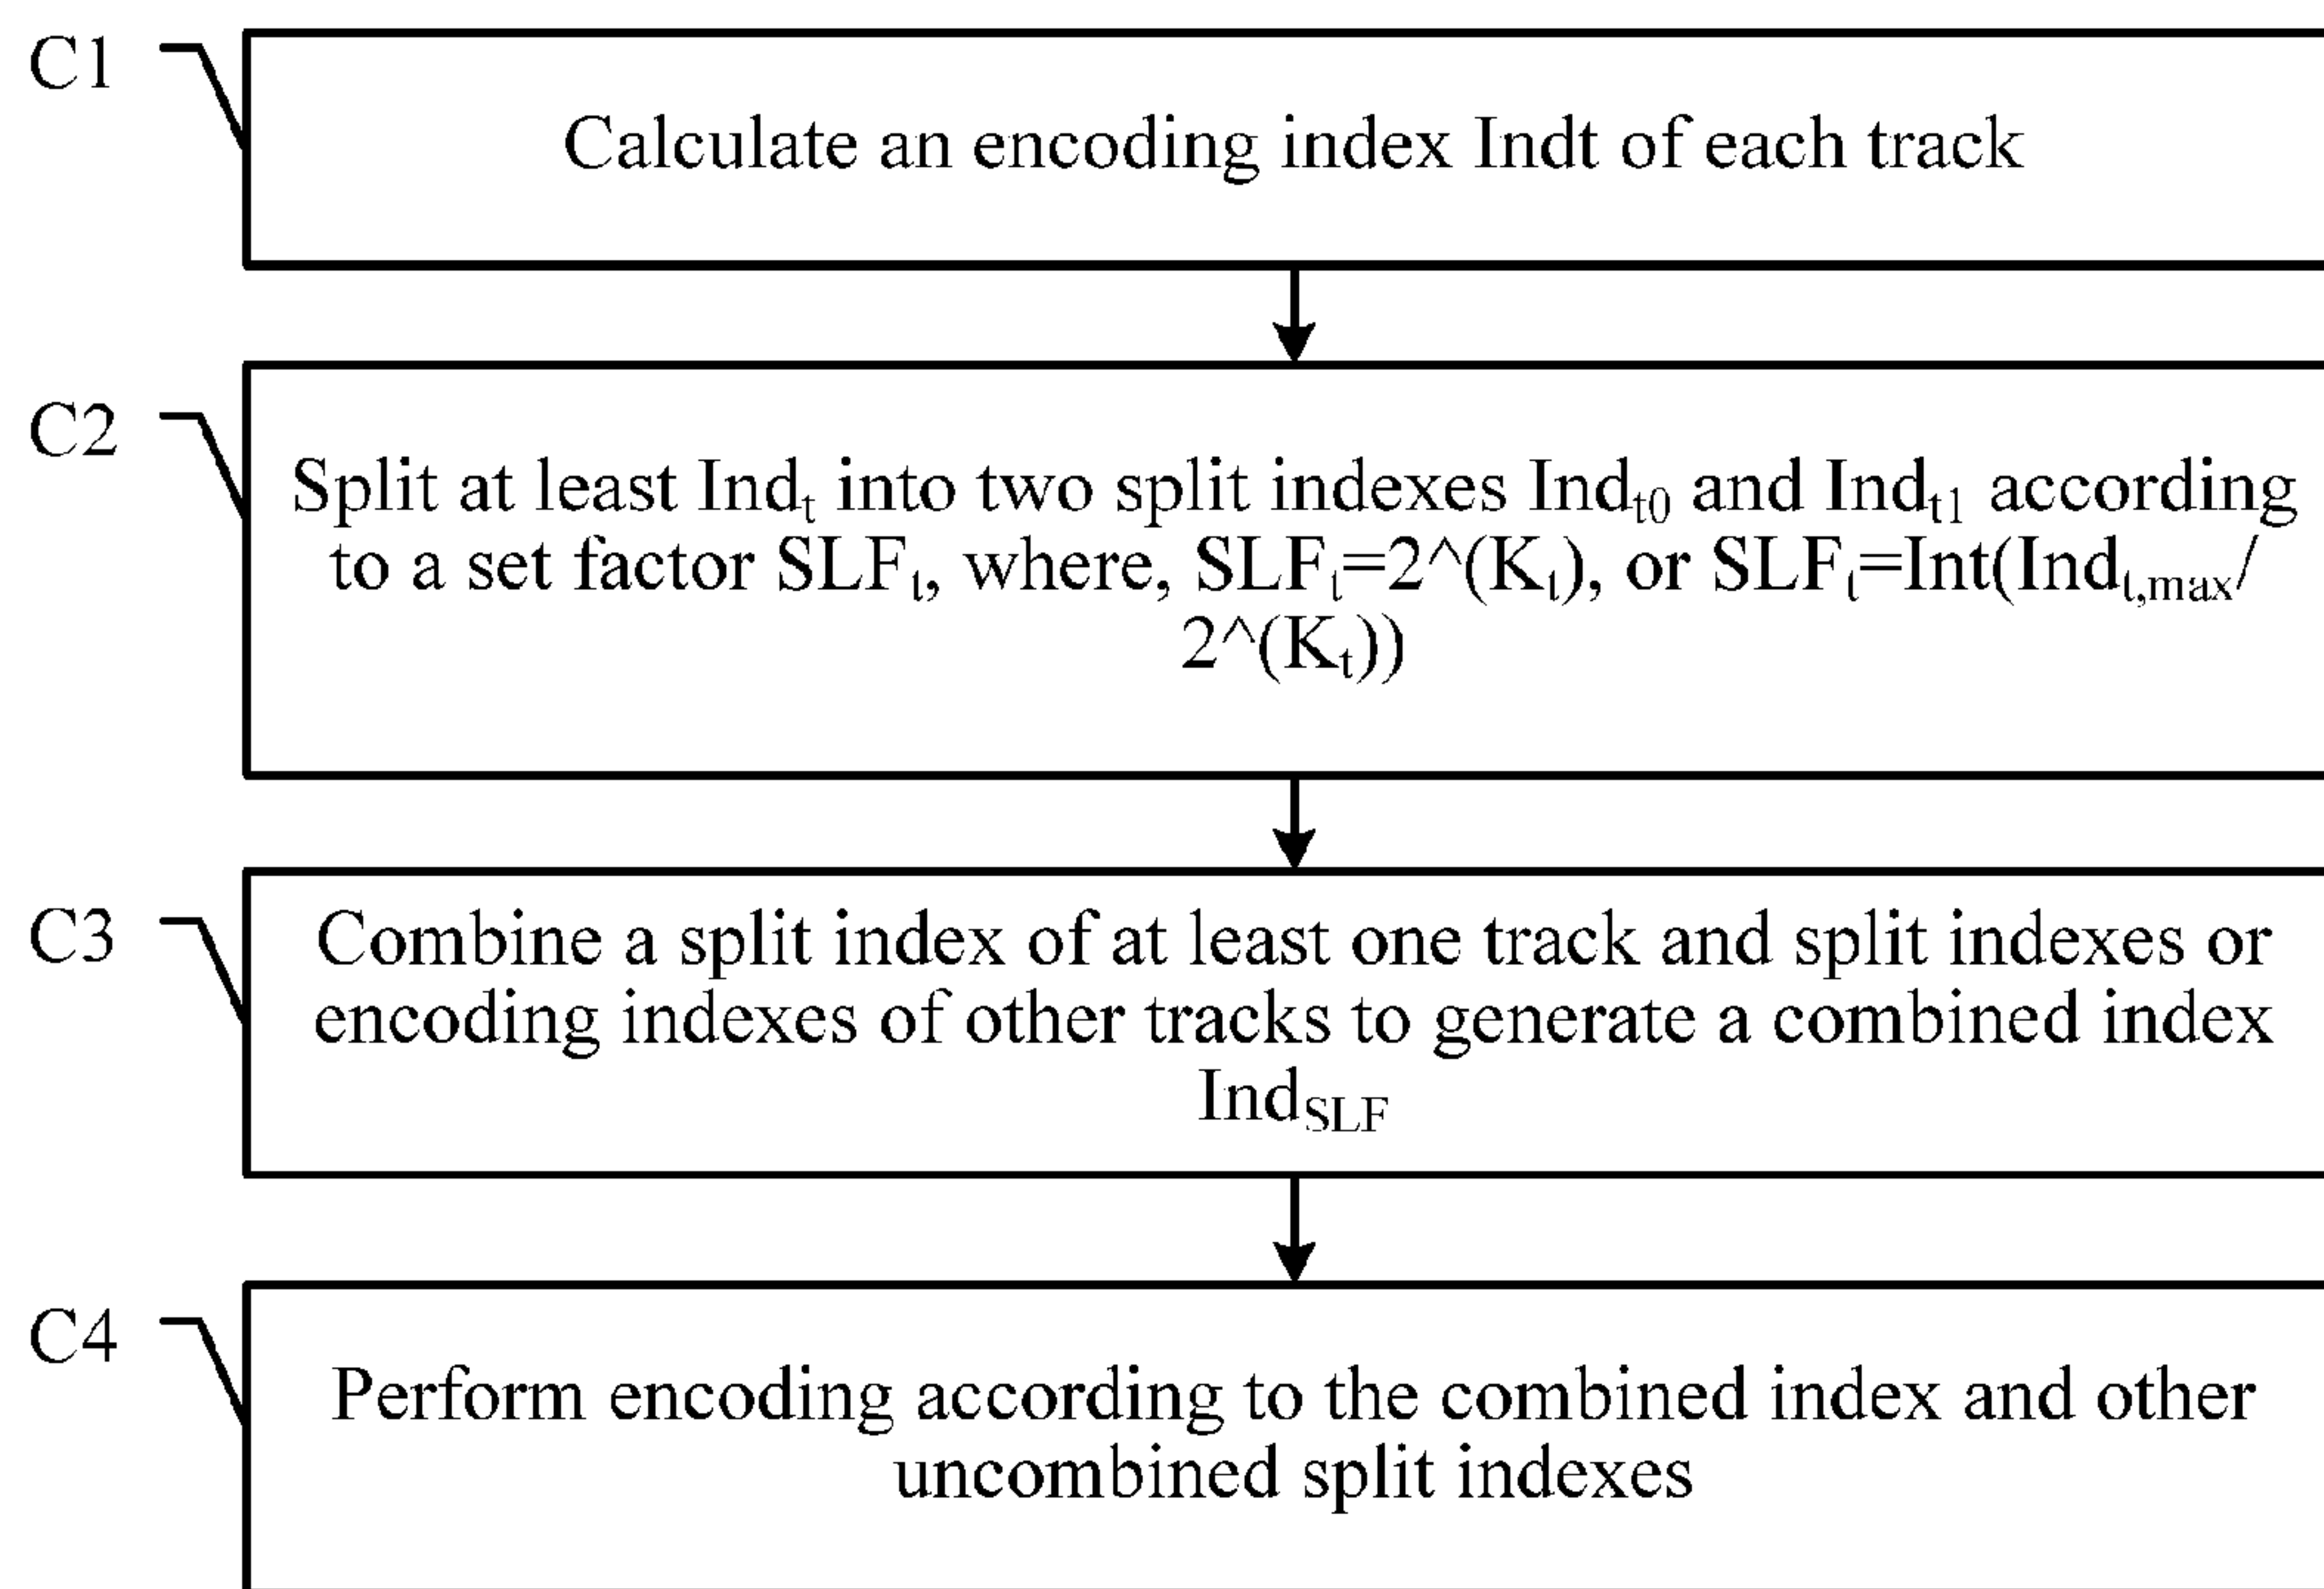 C1
Calculate an encoding index Indt of each track
C2
Split at least Indₜ into two split indexes Indₜ₀ and Indₜ₁ according
to a set factor SLFₜ, where, SLFₜ=2^(Kₜ), or SLFₜ=Int(Indₜ,ₘₐₓ/
2^(Kₜ))
C3
Combine a split index of at least one track and split indexes or
encoding indexes of other tracks to generate a combined index
Ind_SLF
C4
Perform encoding according to the combined index and other
uncombined split indexes